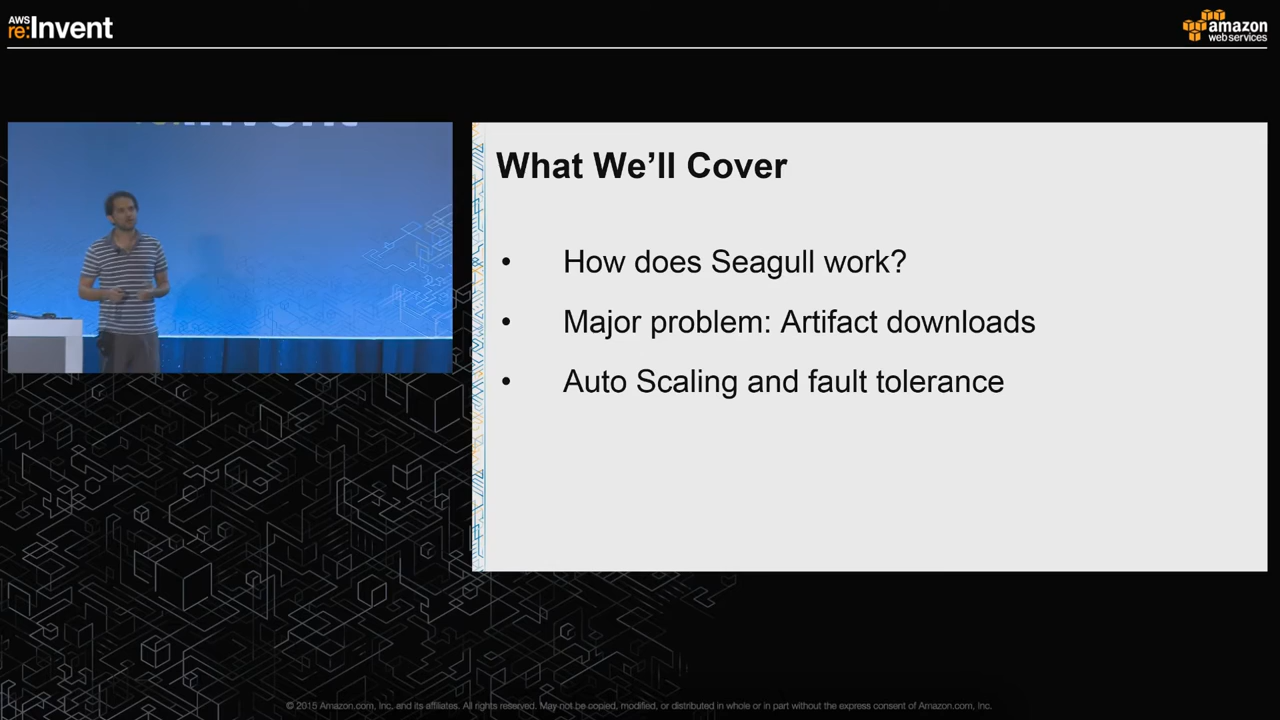 AWS
re:Invent
amazon
web services
What We'll Cover
• How does Seagull work?
• Major problem: Artifact downloads
• Auto Scaling and fault tolerance
© 2015 Amazon.com, Inc. and its affiliates. All rights reserved. May not be copied, modified, or distributed in whole or in part without the express consent of Amazon.com, Inc.